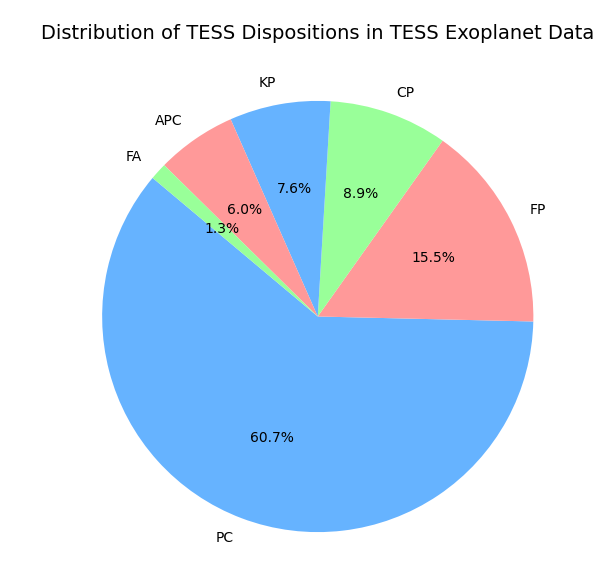 Distribution of TESS Dispositions in TESS Exoplanet Data
KP
CP
APC
FA
FP
7.6%
8.9%
6.0%
1.3%
15.5%
60.7%
PC